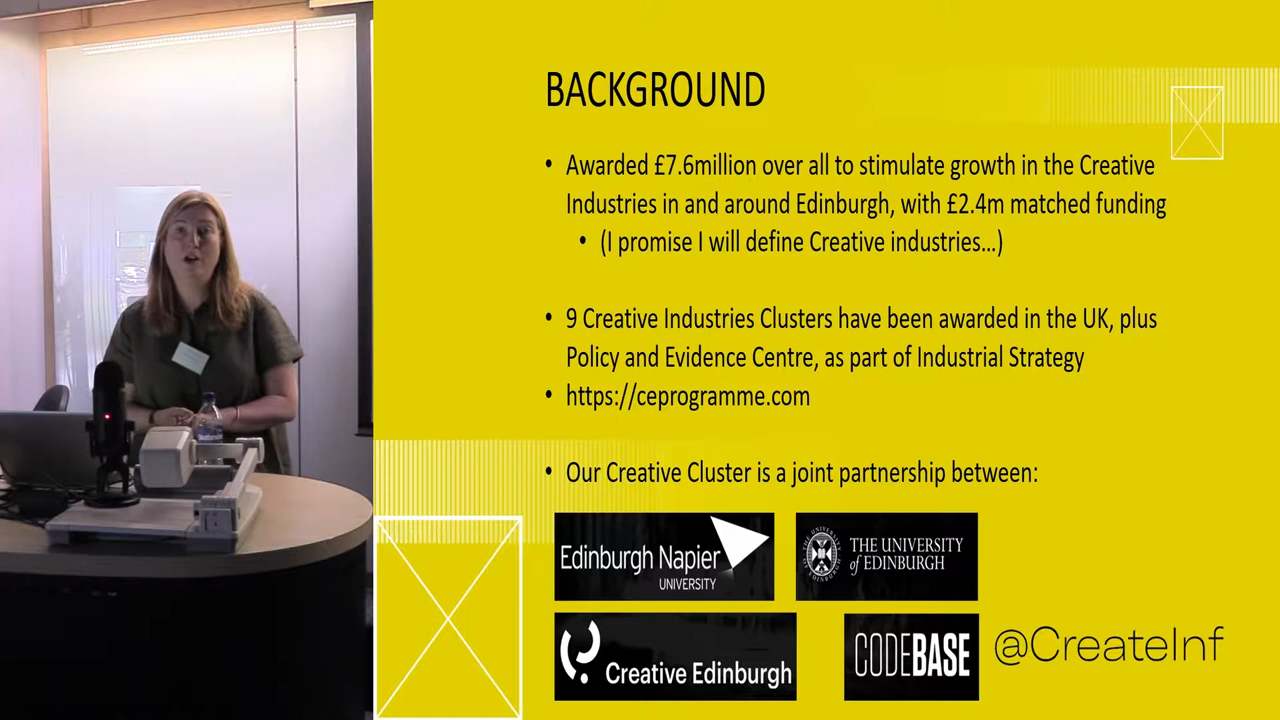 BACKGROUND
• Awarded £7.6million over all to stimulate growth in the Creative
Industries in and around Edinburgh, with £2.4m matched funding
• (I promise I will define Creative industries...)
• 9 Creative Industries Clusters have been awarded in the UK, plus
Policy and Evidence Centre, as part of Industrial Strategy
• https://ceprogramme.com
• Our Creative Cluster is a joint partnership between:
Edinburgh Napier
UNIVERSITY
THE UNIVERSITY
of EDINBURGH
Creative Edinburgh
CODEBASE
@CreateInf